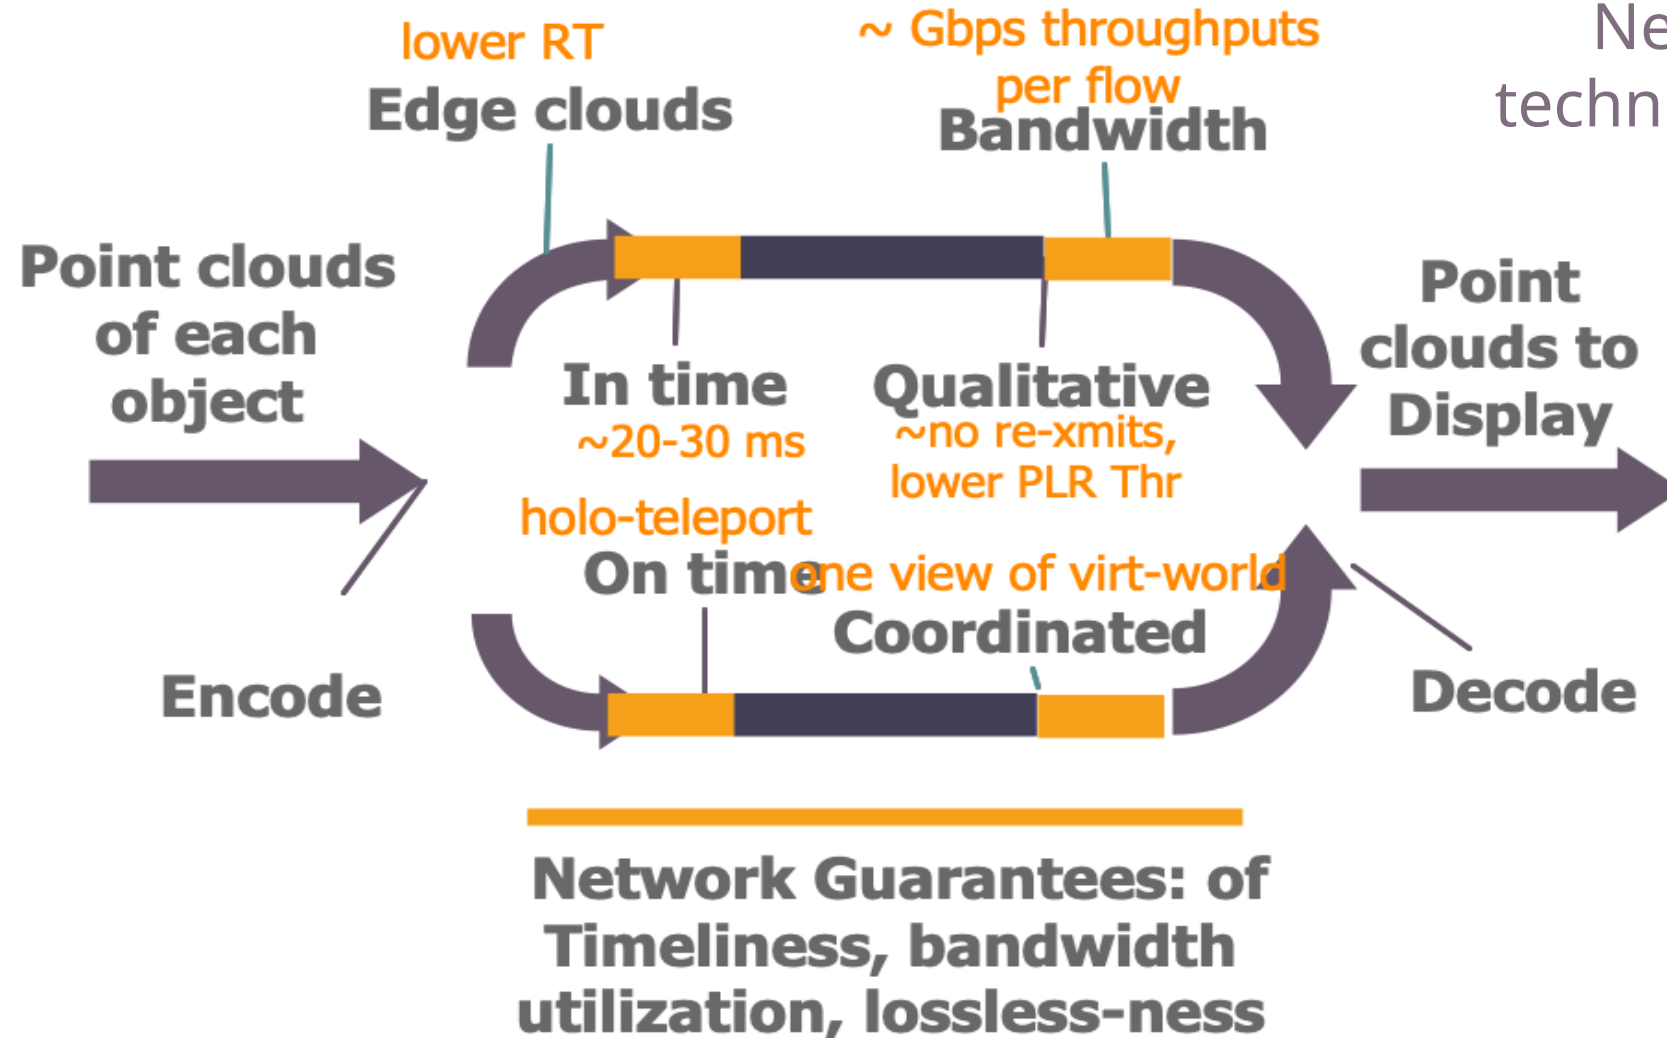 lower RT
Edge clouds
~ Gbps throughputs
per flow
Bandwidth
Point clouds
of each
object
In time
~20-30 ms
Qualitative
~no re-xmits,
lower PLR Thr
Point
clouds to
Display
holo-teleport
On time
one view of virt-world
Coordinated
Encode
Decode
Network Guarantees: of
Timeliness, bandwidth
utilization, lossless-ness